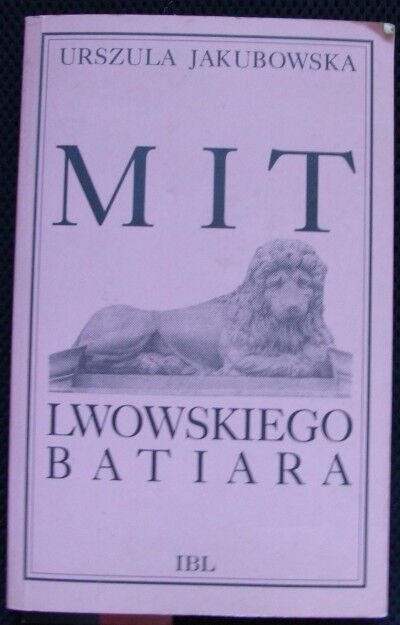 URSZULA JAKUBOWSKA
MIT
LWOWSKIEGO
BATIARA
IBL